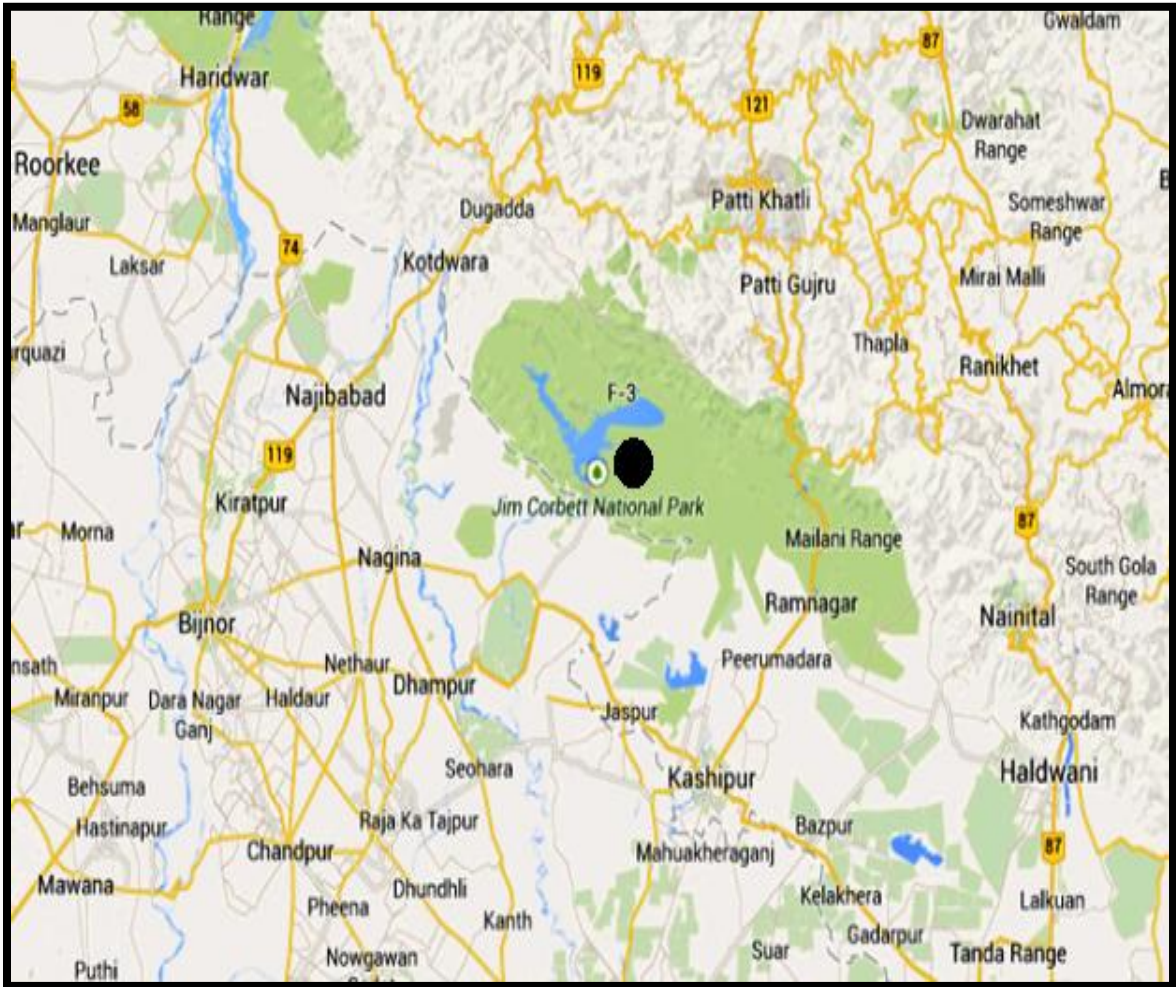 Range
Gwaldam
87
Haridwar
119
58
121
Dwarahat
Range
Roorkee
Patti Khatli
Manglaur
Dugadda
Someshwar
Range
74
Laksar
Kotdwara
Mirai Malli
Patti Gujru
Thapla
Ranikhet
Najibabad
F-3
Almora
119
Kiratpur
Jim Corbett National Park
87
Morna
Mailani Range
Nagina
South Gola
Range
Ramnagar
Nainital
Bijnor
Nethaur
Peerumadara
Dhampur
Miranpur
Dara Nagar
Ganj
Haldaur
Jaspur
Kathgodam
Seohara
Kashipur
Haldwani
Behsuma
Hastinapur
Raja Ka Tajpur
Bazpur
Chandpur
Mahuakheraganj
87
Mawana
Dhundhli
Kelakhera
Lalkuan
Pheena
Kanth
Gadarpur
Suar
Tanda Range
Nowgawan
Puthi